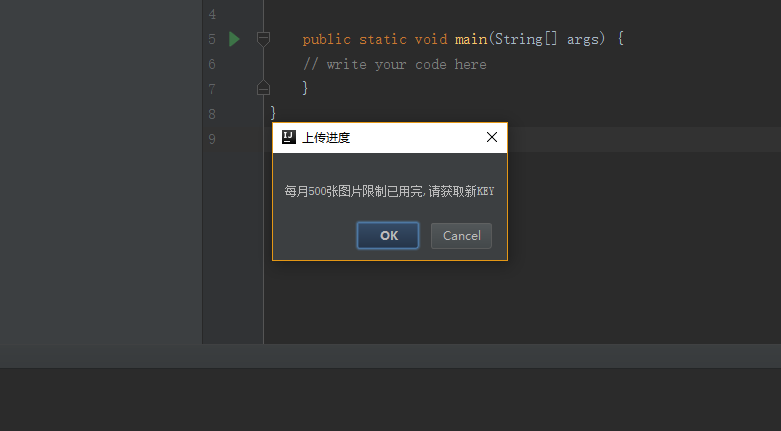 4
5 public static void main(String[] args) {
6 // write your code here
7 }
8 }
9
IJ 上传进度
每月500张图片限制已用完,请获取新KEY
OK Cancel